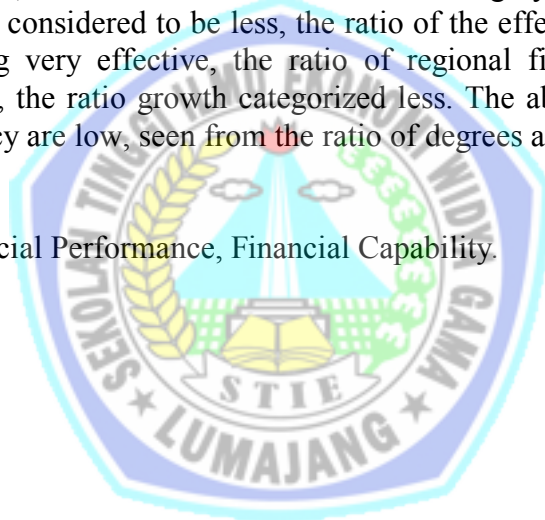 considered to be less, the ratio of the effe
g very effective, the ratio of regional fi
, the ratio growth categorized less. The ab
cy are low, seen from the ratio of degrees a
cial Performance, Financial Capability.
SEKOLAH TINGGI ILMU EKONOMI WIDYA GAMA
STIE
LUMAJANG